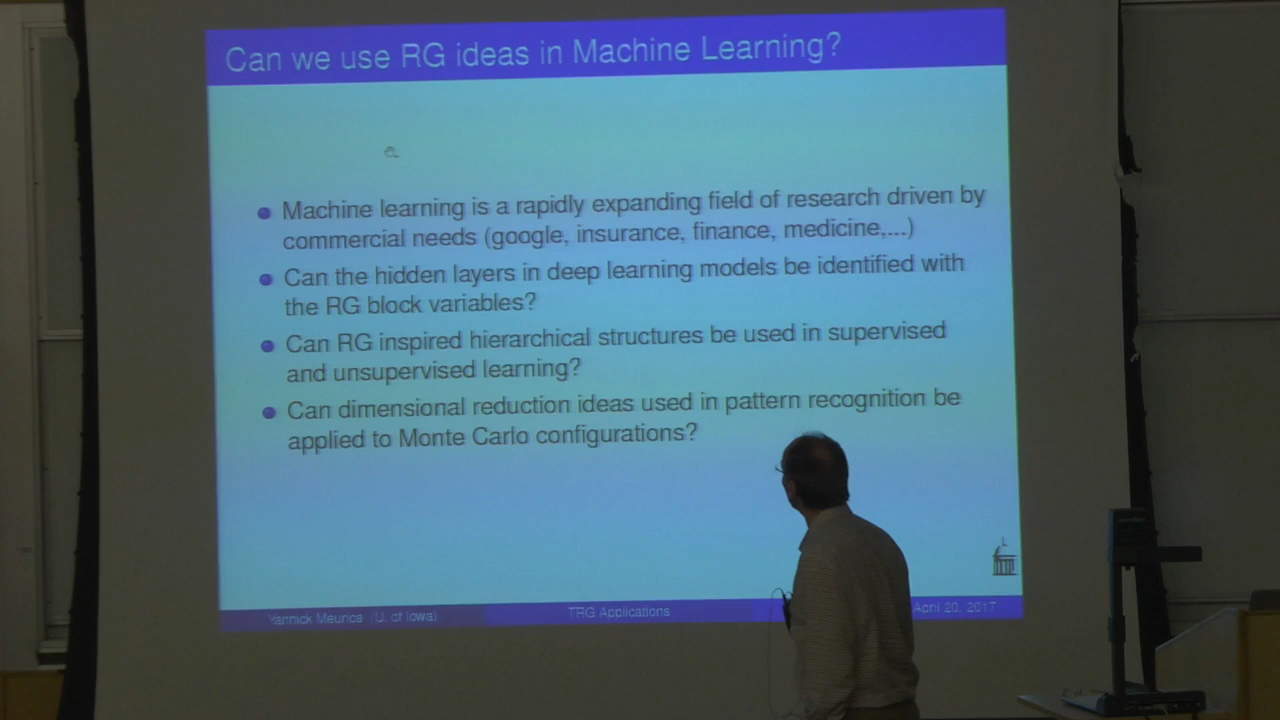 Can we use RG ideas in Machine Learning?
Machine learning is a rapidly expanding field of research driven by
commercial needs (google, insurance, finance, medicine,...)
Can the hidden layers in deep learning models be identified with
the RG block variables?
Can RG inspired hierarchical structures be used in supervised
and unsupervised learning?
Can dimensional reduction ideas used in pattern recognition be
applied to Monte Carlo configurations?
Yannick Meurice (U. of Iowa) TRG Applications April 20, 2017